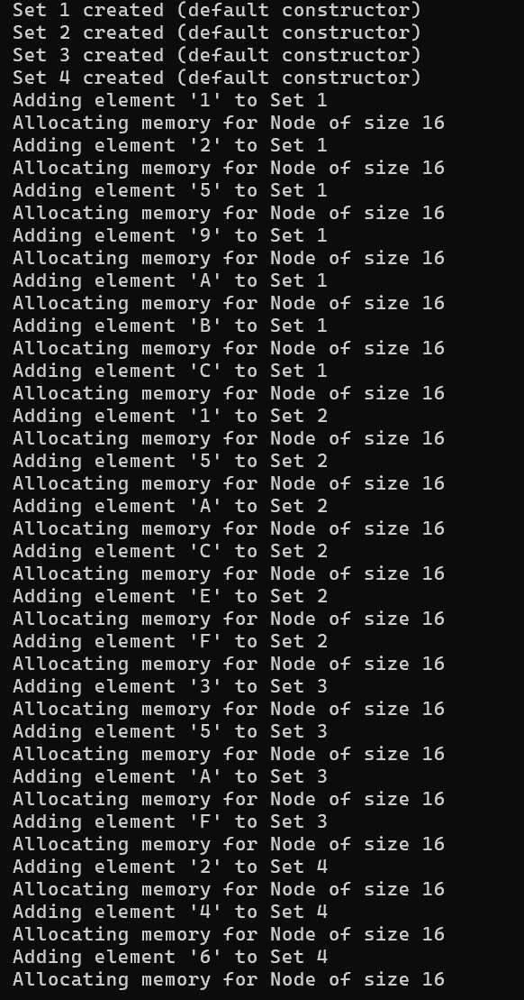 Set 1 created (default constructor)
Set 2 created (default constructor)
Set 3 created (default constructor)
Set 4 created (default constructor)
Adding element '1' to Set 1
Allocating memory for Node of size 16
Adding element '2' to Set 1
Allocating memory for Node of size 16
Adding element '5' to Set 1
Allocating memory for Node of size 16
Adding element '9' to Set 1
Allocating memory for Node of size 16
Adding element 'A' to Set 1
Allocating memory for Node of size 16
Adding element 'B' to Set 1
Allocating memory for Node of size 16
Adding element 'C' to Set 1
Allocating memory for Node of size 16
Adding element '1' to Set 2
Allocating memory for Node of size 16
Adding element '5' to Set 2
Allocating memory for Node of size 16
Adding element 'A' to Set 2
Allocating memory for Node of size 16
Adding element 'C' to Set 2
Allocating memory for Node of size 16
Adding element 'E' to Set 2
Allocating memory for Node of size 16
Adding element 'F' to Set 2
Allocating memory for Node of size 16
Adding element '3' to Set 3
Allocating memory for Node of size 16
Adding element '5' to Set 3
Allocating memory for Node of size 16
Adding element 'A' to Set 3
Allocating memory for Node of size 16
Adding element 'F' to Set 3
Allocating memory for Node of size 16
Adding element '2' to Set 4
Allocating memory for Node of size 16
Adding element '4' to Set 4
Allocating memory for Node of size 16
Adding element '6' to Set 4
Allocating memory for Node of size 16